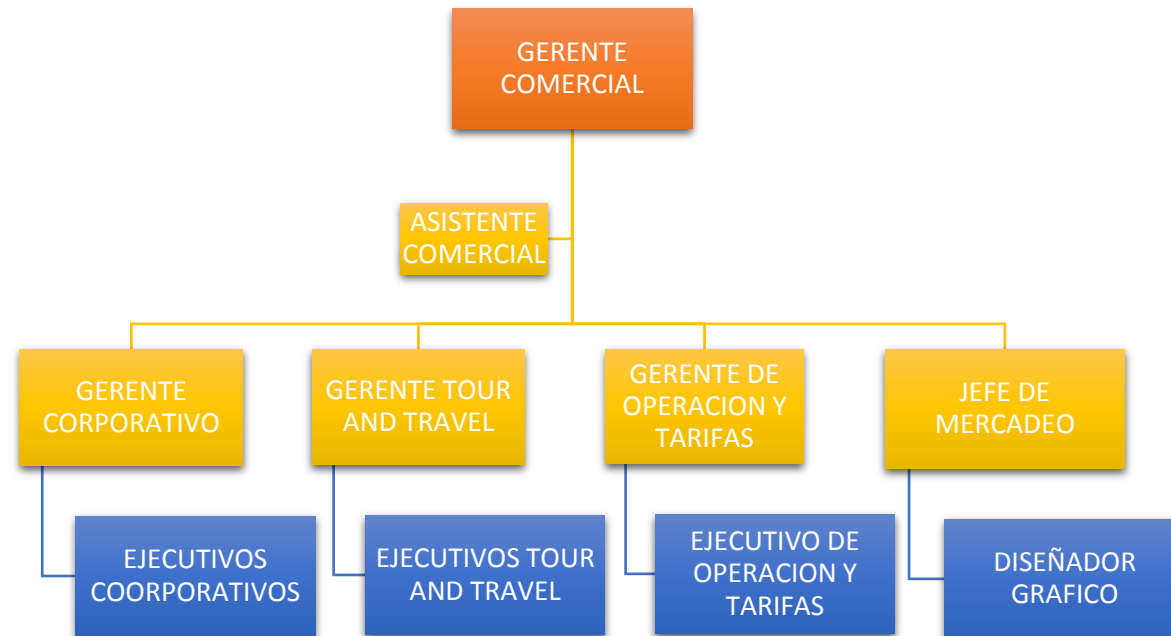 GERENTE
COMERCIAL
ASISTENTE
COMERCIAL
GERENTE
CORPORATIVO
GERENTE TOUR
AND TRAVEL
GERENTE DE
OPERACION Y
TARIFAS
JEFE DE
MERCADEO
EJECUTIVOS
COORPORATIVOS
EJECUTIVOS TOUR
AND TRAVEL
EJECUTIVO DE
OPERACION Y
TARIFAS
DISEÑADOR
GRAFICO